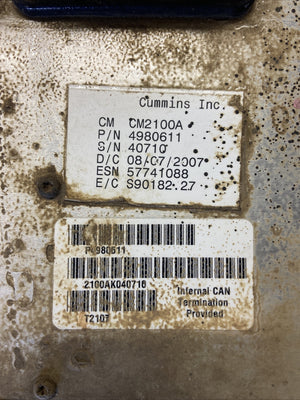 Cummins Inc.
CM CM2100A
P/N 4980611
S/N 40710
D/C 08/07/2007
ESN 57741088
E/C S90182.27
P 980611
2100AK040710
T2107
Internal CAN
Termination
Provided